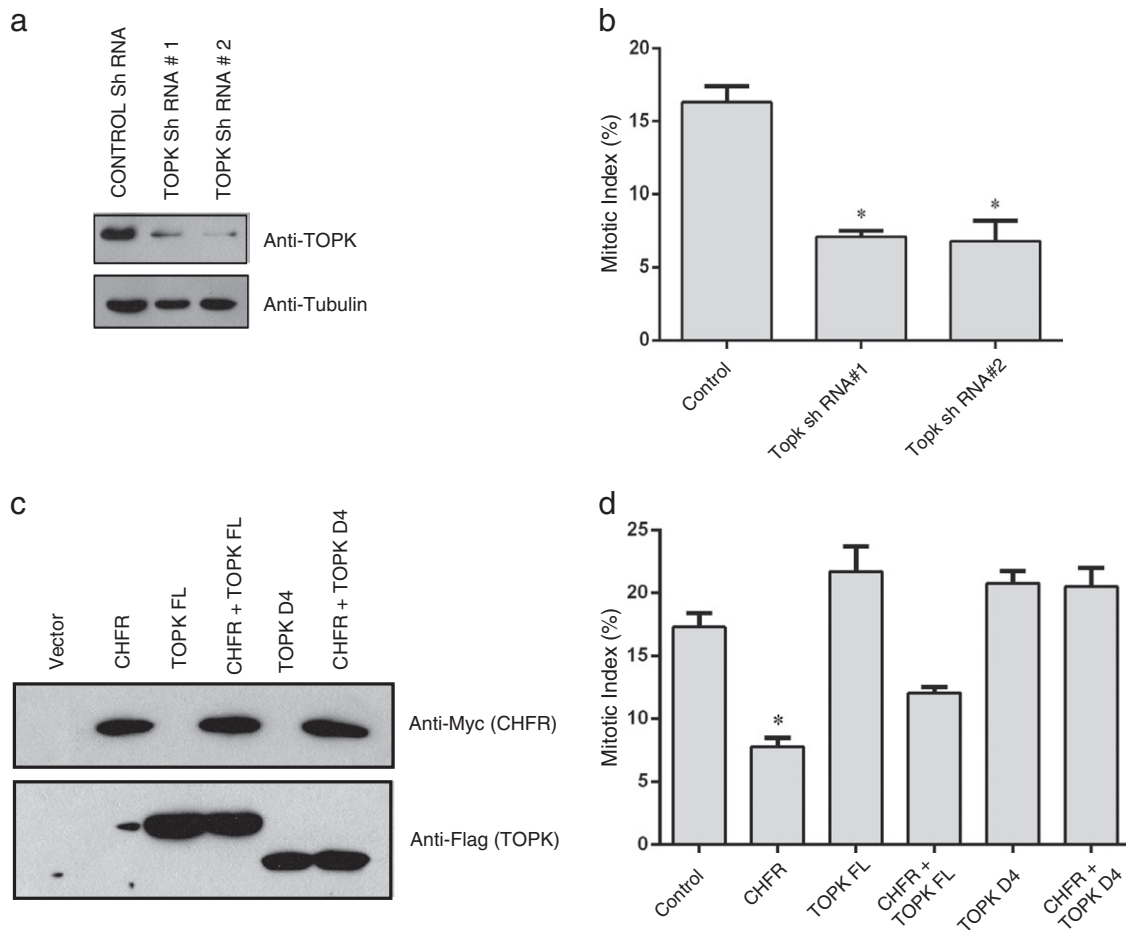 a
CONTROL Sh RNA
TOPK Sh RNA # 1
TOPK Sh RNA # 2
Anti-TOPK
Anti-Tubulin
b
Mitotic Index (%)
20
15
10
5
0
*
*
Control
Topk sh RNA#1
Topk sh RNA#2
c
Vector
CHFR
TOPK FL
CHFR + TOPK FL
TOPK D4
CHFR + TOPK D4
Anti-Myc (CHFR)
Anti-Flag (TOPK)
d
Mitotic Index (%)
25
20
15
10
5
0
*
Control
CHFR
TOPK FL
CHFR +
TOPK FL
TOPK D4
CHFR +
TOPK D4